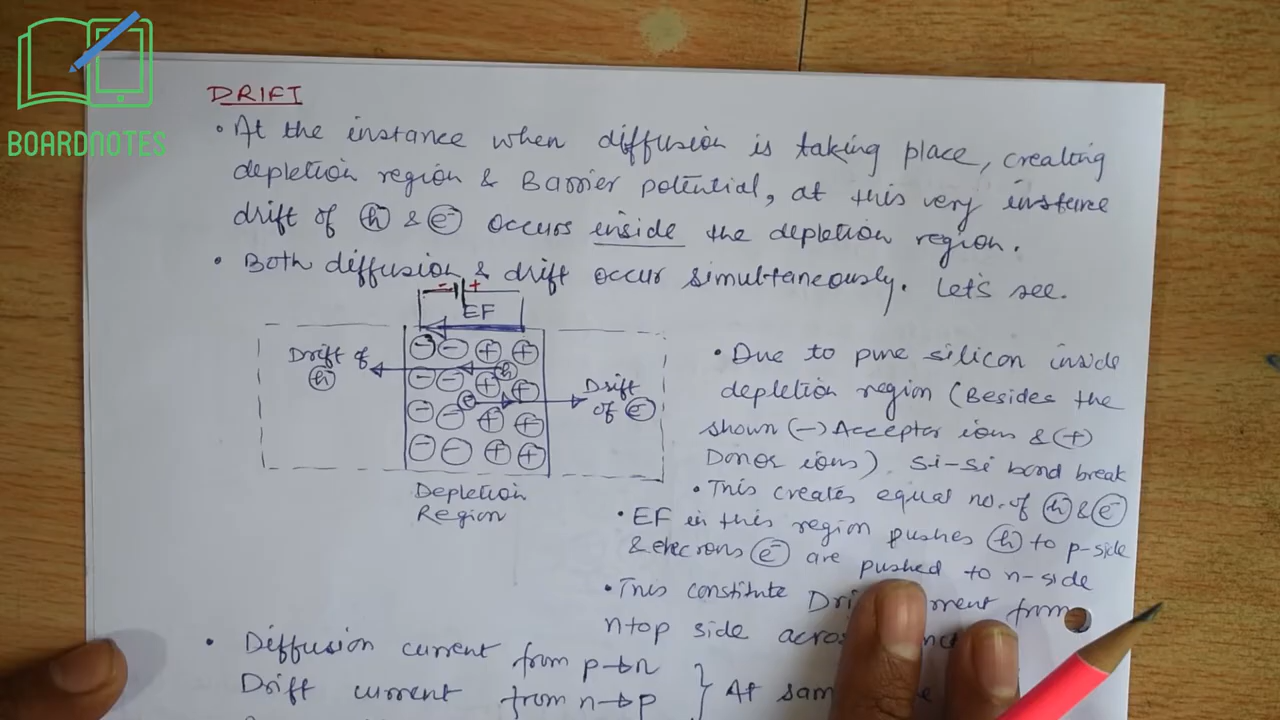 BOARDNOTES
DRIFT
• At the instance when diffusion is taking place, creating
depletion region & Barrier potential, at this very instance
drift of (h) & (e⁻) occurs inside the depletion region.
• Both diffusion & drift occur simultaneously. Let's see.
- +
EF
Drift of
(h)
− − + +
− − + + h
− − + + e
− − + +
Drift
of (e⁻)
Depletion
Region
• Due to pure silicon inside
depletion region (Besides the
shown (-) Acceptor ions & (+)
Donor ions). Si-Si bond break
• This creates equal no. of (h) & (e⁻)
• EF in this region pushes (h) to p-side
& elecrons (e⁻) are pushed to n-side
• This constitute from
n to p side
• Diffusion current from p→n
Drift current from n→p
} At